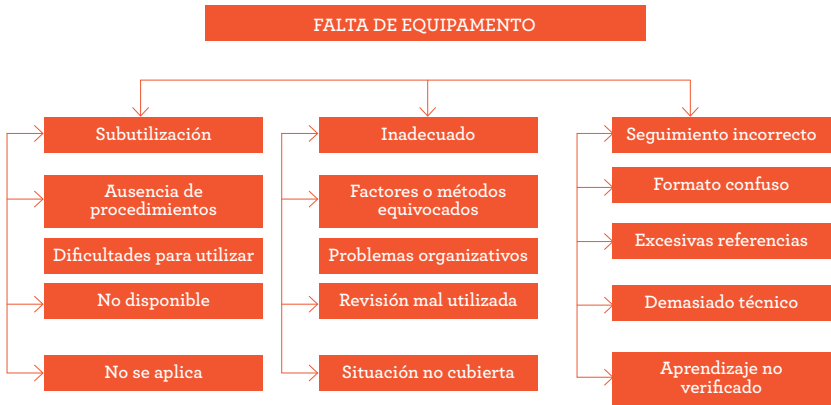 FALTA DE EQUIPAMENTO
Subutilización
Ausencia de
procedimientos
Dificultades para utilizar
No disponible
No se aplica
Inadecuado
Factores o métodos
equivocados
Problemas organizativos
Revisión mal utilizada
Situación no cubierta
Seguimiento incorrecto
Formato confuso
Excesivas referencias
Demasiado técnico
Aprendizaje no
verificado